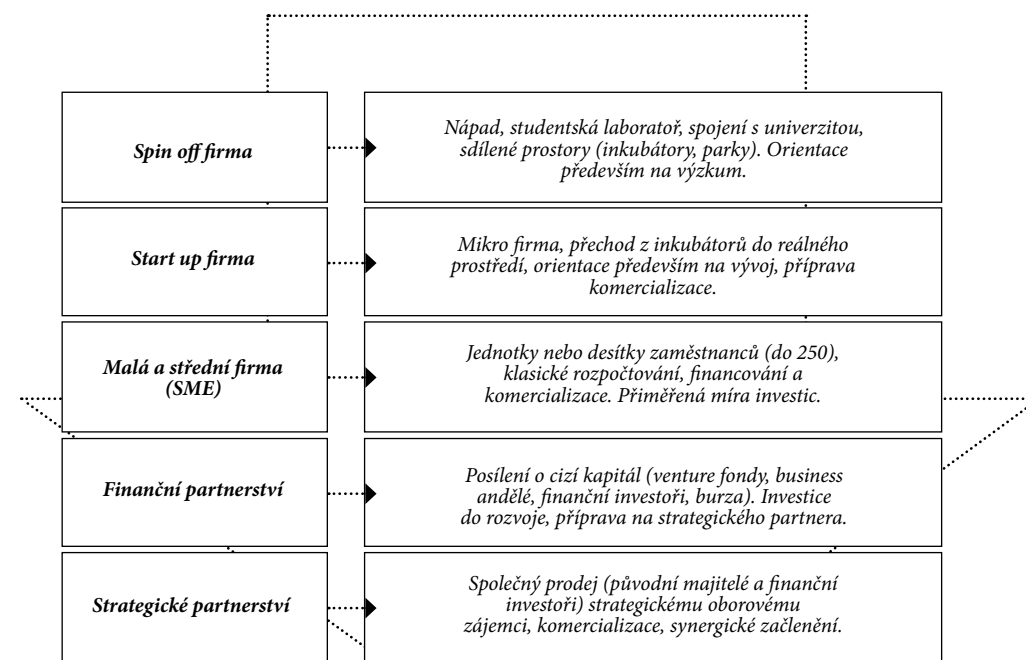 Spin off firma
Nápad, studentská laboratoř, spojení s univerzitou,
sdílené prostory (inkubátory, parky). Orientace
především na výzkum.
Start up firma
Mikro firma, přechod z inkubátorů do reálného
prostředí, orientace především na vývoj, příprava
komercializace.
Malá a střední firma
(SME)
Jednotky nebo desítky zaměstnanců (do 250),
klasické rozpočtování, financování a
komercializace. Přiměřená míra investic.
Finanční partnerství
Posílení o cizí kapitál (venture fondy, business
andělé, finanční investoři, burza). Investice
do rozvoje, příprava na strategického partnera.
Strategické partnerství
Společný prodej (původní majitelé a finanční
investoři) strategickému oborovému
zájemci, komercializace, synergické začlenění.